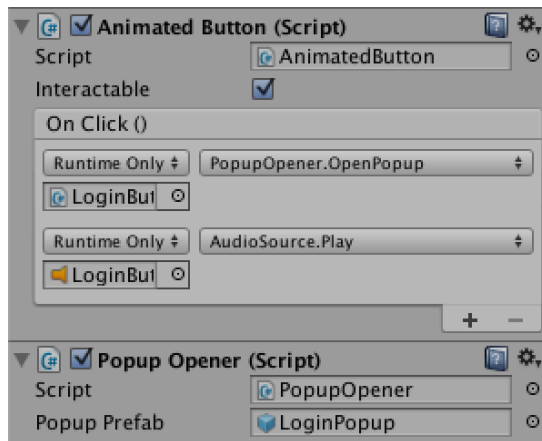 Animated Button (Script)
Script AnimatedButton
Interactable
On Click ()
Runtime Only PopupOpener.OpenPopup
LoginBut
Runtime Only AudioSource.Play
LoginBut
+ −
Popup Opener (Script)
Script PopupOpener
Popup Prefab LoginPopup